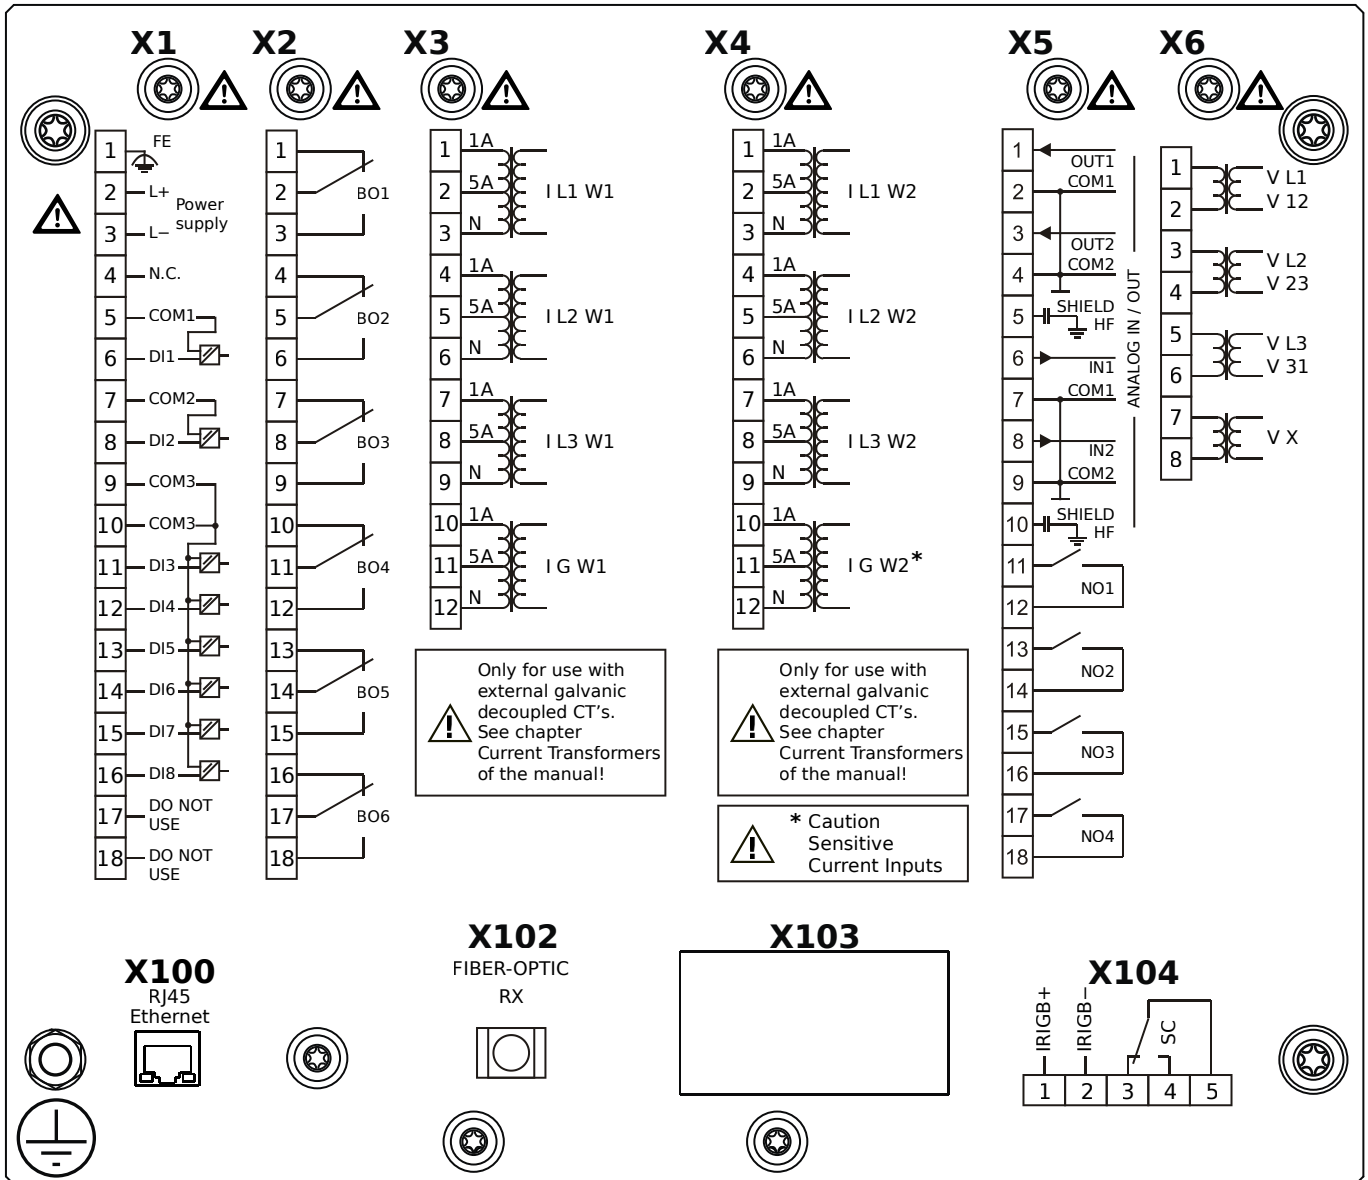 X1
FE
1
2 L+
Power
supply
3 L−
4 N.C.
5 COM1
6 DI1
7 COM2
8 DI2
9 COM3
10 COM3
11 DI3
12 DI4
13 DI5
14 DI6
15 DI7
16 DI8
17 DO NOT
USE
18 DO NOT
USE
X2
1
2 BO1
3
4
5 BO2
6
7
8 BO3
9
10
11 BO4
12
13
14 BO5
15
16
17 BO6
18
X3
1 1A
2 5A I L1 W1
3 N
4 1A
5 5A I L2 W1
6 N
7 1A
8 5A I L3 W1
9 N
10 1A
11 5A I G W1
12 N
Only for use with
external galvanic
decoupled CT's.
See chapter
Current Transformers
of the manual!
X4
1 1A
2 5A I L1 W2
3 N
4 1A
5 5A I L2 W2
6 N
7 1A
8 5A I L3 W2
9 N
10 1A
11 5A I G W2*
12 N
Only for use with
external galvanic
decoupled CT's.
See chapter
Current Transformers
of the manual!
* Caution
Sensitive
Current Inputs
X5
1
OUT1
2 COM1
3
OUT2
4 COM2
5 SHIELD
HF
6
IN1
7 COM1
8
IN2
9 COM2
10 SHIELD
HF
ANALOG IN / OUT
11
NO1
12
13
NO2
14
15
NO3
16
17
NO4
18
X6
1 V L1
2 V 12
3 V L2
4 V 23
5 V L3
6 V 31
7
V X
8
X100
RJ45
Ethernet
X102
FIBER-OPTIC
RX
X103
X104
IRIGB+
IRIGB−
SC
1 2 3 4 5